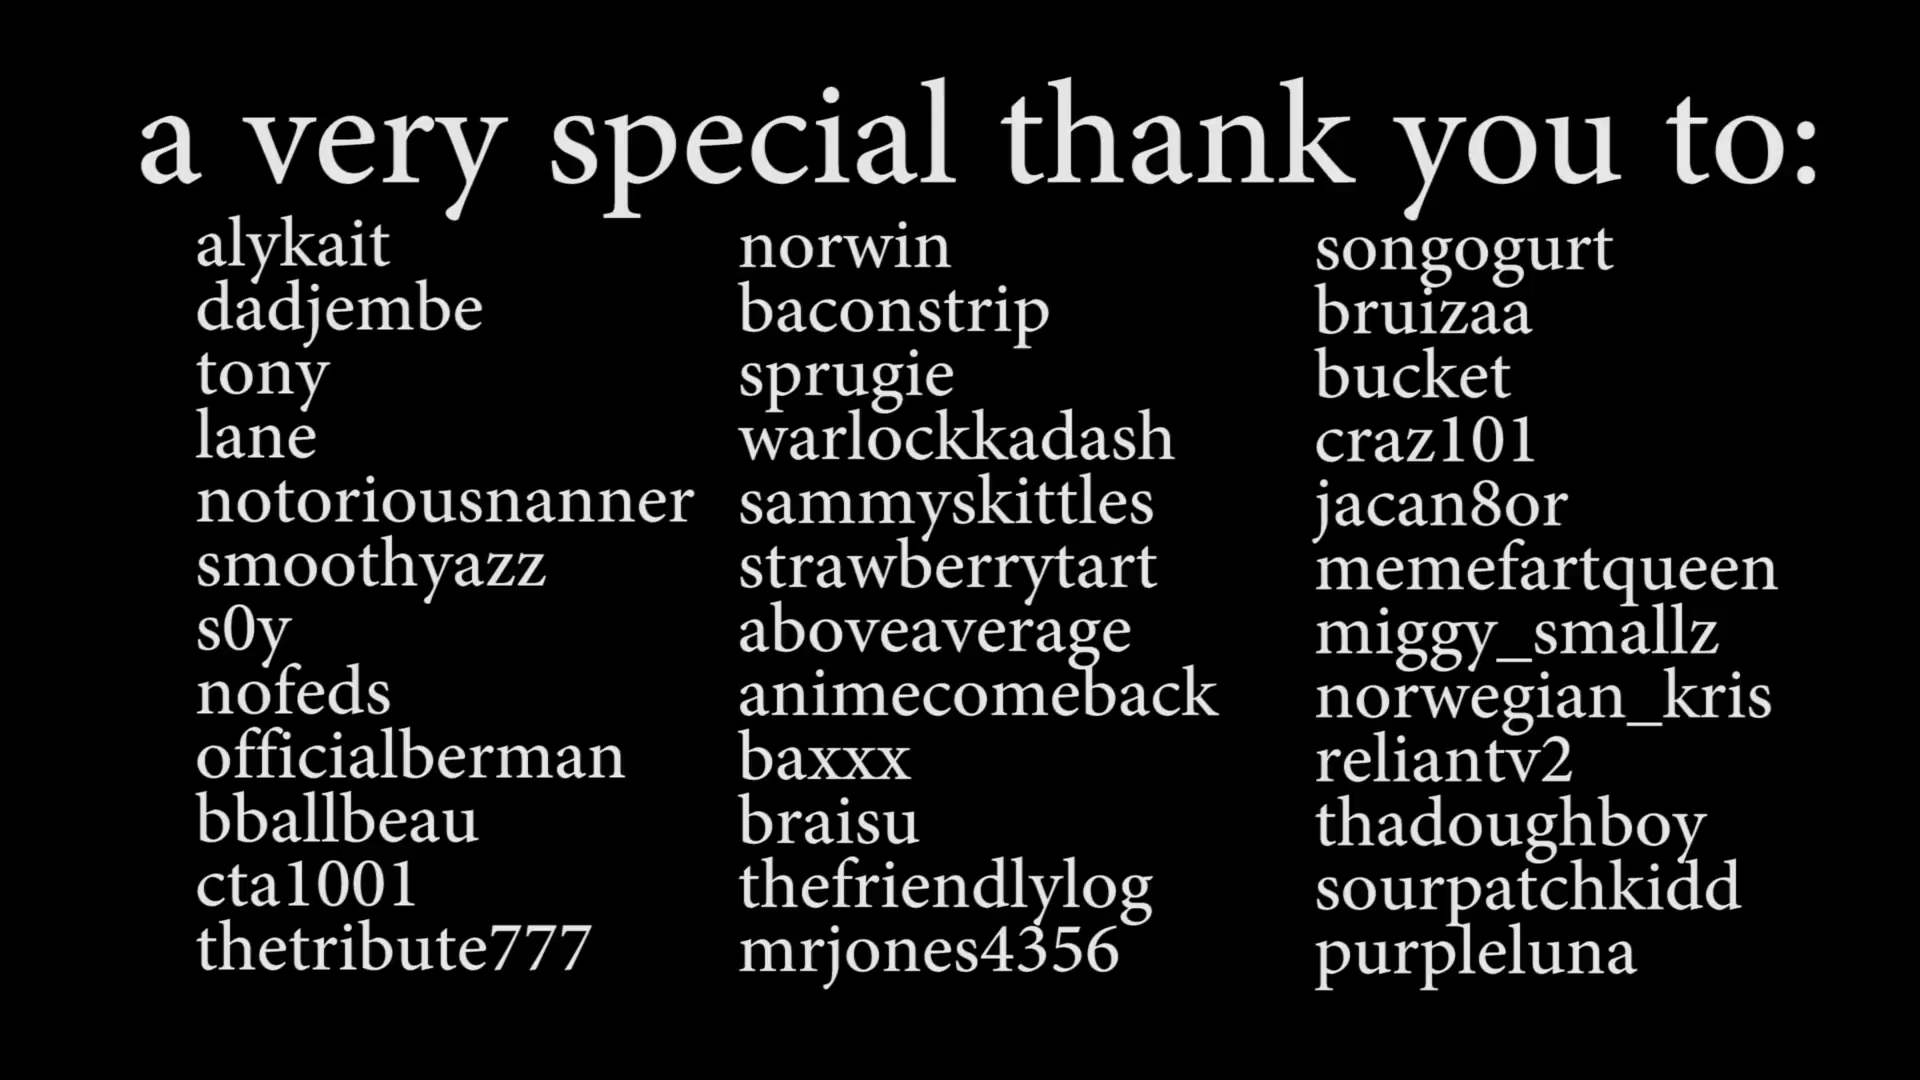 a very special thank you to:
alykait
dadjembe
tony
lane
notoriousnanner
smoothyazz
s0y
nofeds
officialberman
bballbeau
cta1001
thetribute777
norwin
baconstrip
sprugie
warlockkadash
sammyskittles
strawberrytart
aboveaverage
animecomeback
baxxx
braisu
thefriendlylog
mrjones4356
songogurt
bruizaa
bucket
craz101
jacan8or
memefartqueen
miggy_smallz
norwegian_kris
reliantv2
thadoughboy
sourpatchkidd
purpleluna